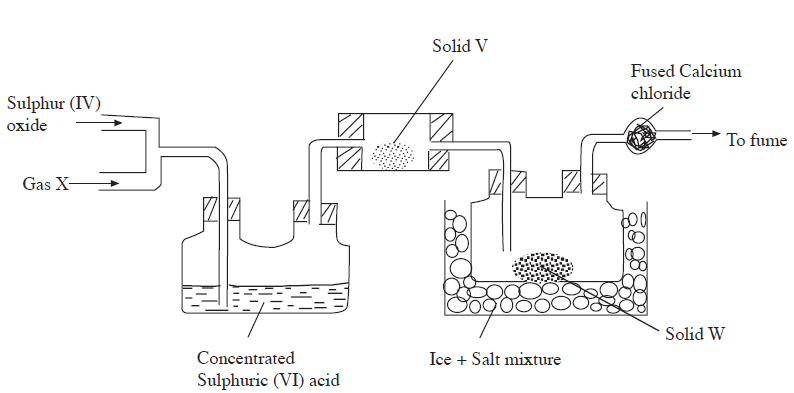 Solid V
Fused Calcium
chloride
Sulphur (IV)
oxide
To fume
Gas X
Solid W
Concentrated
Sulphuric (VI) acid
Ice + Salt mixture